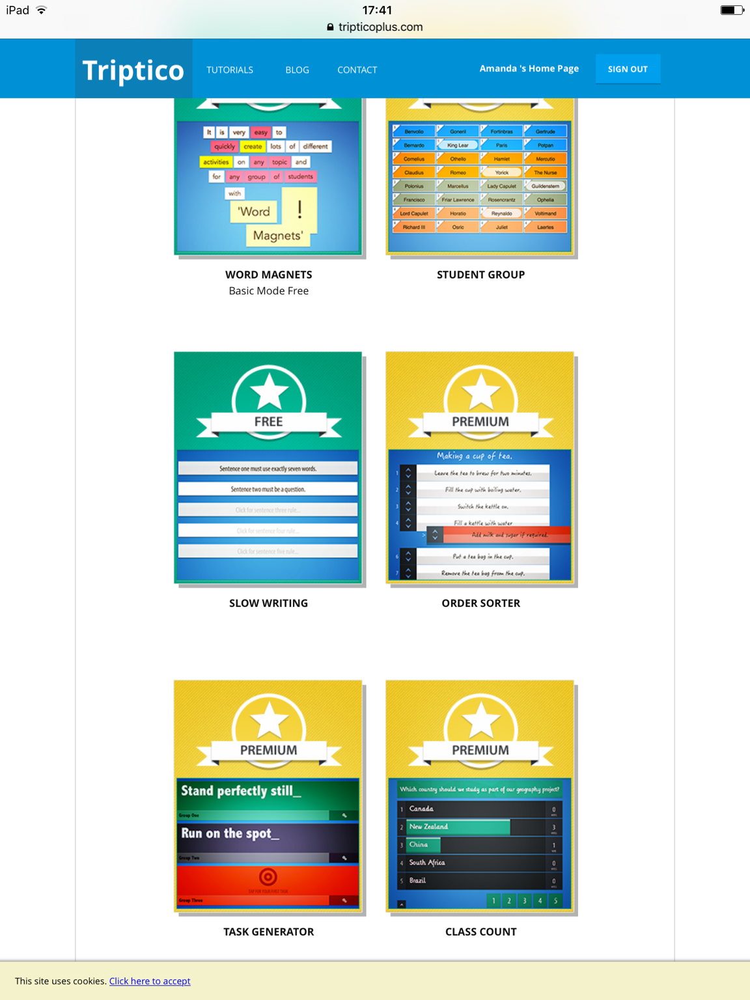 iPad
17:41
tripticoplus.com
Triptico
TUTORIALS
BLOG
CONTACT
Amanda 's Home Page
SIGN OUT
It is very easy to
quickly create lots of different
activities on any topic and
for any group of students
with
'Word !
Magnets'
WORD MAGNETS
Basic Mode Free
Benvolio Goneril Fortinbras Gertrude
Bernardo King Lear Paris Potpan
Cornelius Othello Hamlet Mercutio
Claudius Romeo Yorick The Nurse
Polonius Marcellus Lady Capulet Guildenstern
Francisco Friar Lawrence Rosencrantz Ophelia
Lord Capulet Horatio Reynaldo Voltimand
Richard III Osric Juliet Laertes
STUDENT GROUP
FREE
Sentence one must use exactly seven words.
Sentence two must be a question.
Click for sentence three rule...
Click for sentence four rule...
Click for sentence five rule...
SLOW WRITING
PREMIUM
Making a cup of tea.
1 Leave the tea to brew for two minutes.
2 Fill the cup with boiling water.
3 Switch the kettle on.
4 Fill a kettle with water
> Add milk and sugar if required.
6 Put a tea bag in the cup.
7 Remove the tea bag from the cup.
ORDER SORTER
PREMIUM
Stand perfectly still_
Group One
Run on the spot_
Group Two
TAP FOR YOUR FIRST TASK
Group Three
TASK GENERATOR
PREMIUM
Which country should we study as part of our geography project?
1 Canada 0
2 New Zealand 3
3 China 1
4 South Africa 0
5 Brazil 0
1 2 3 4 5
CLASS COUNT
This site uses cookies. Click here to accept